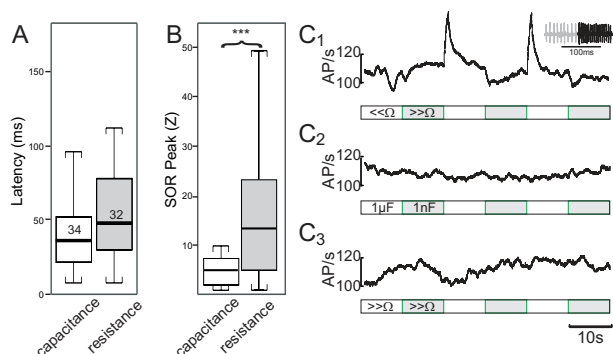 A
Latency (ms)
150
100
50
0
34
32
capacitance
resistance
B
***
SOR Peak (Z)
50
40
30
20
10
capacitance
resistance
C1
AP/s
120
100
100ms
<<Ω
>>Ω
C2
AP/s
120
100
1µF
1nF
C3
AP/s
120
100
>>Ω
>>Ω
10s